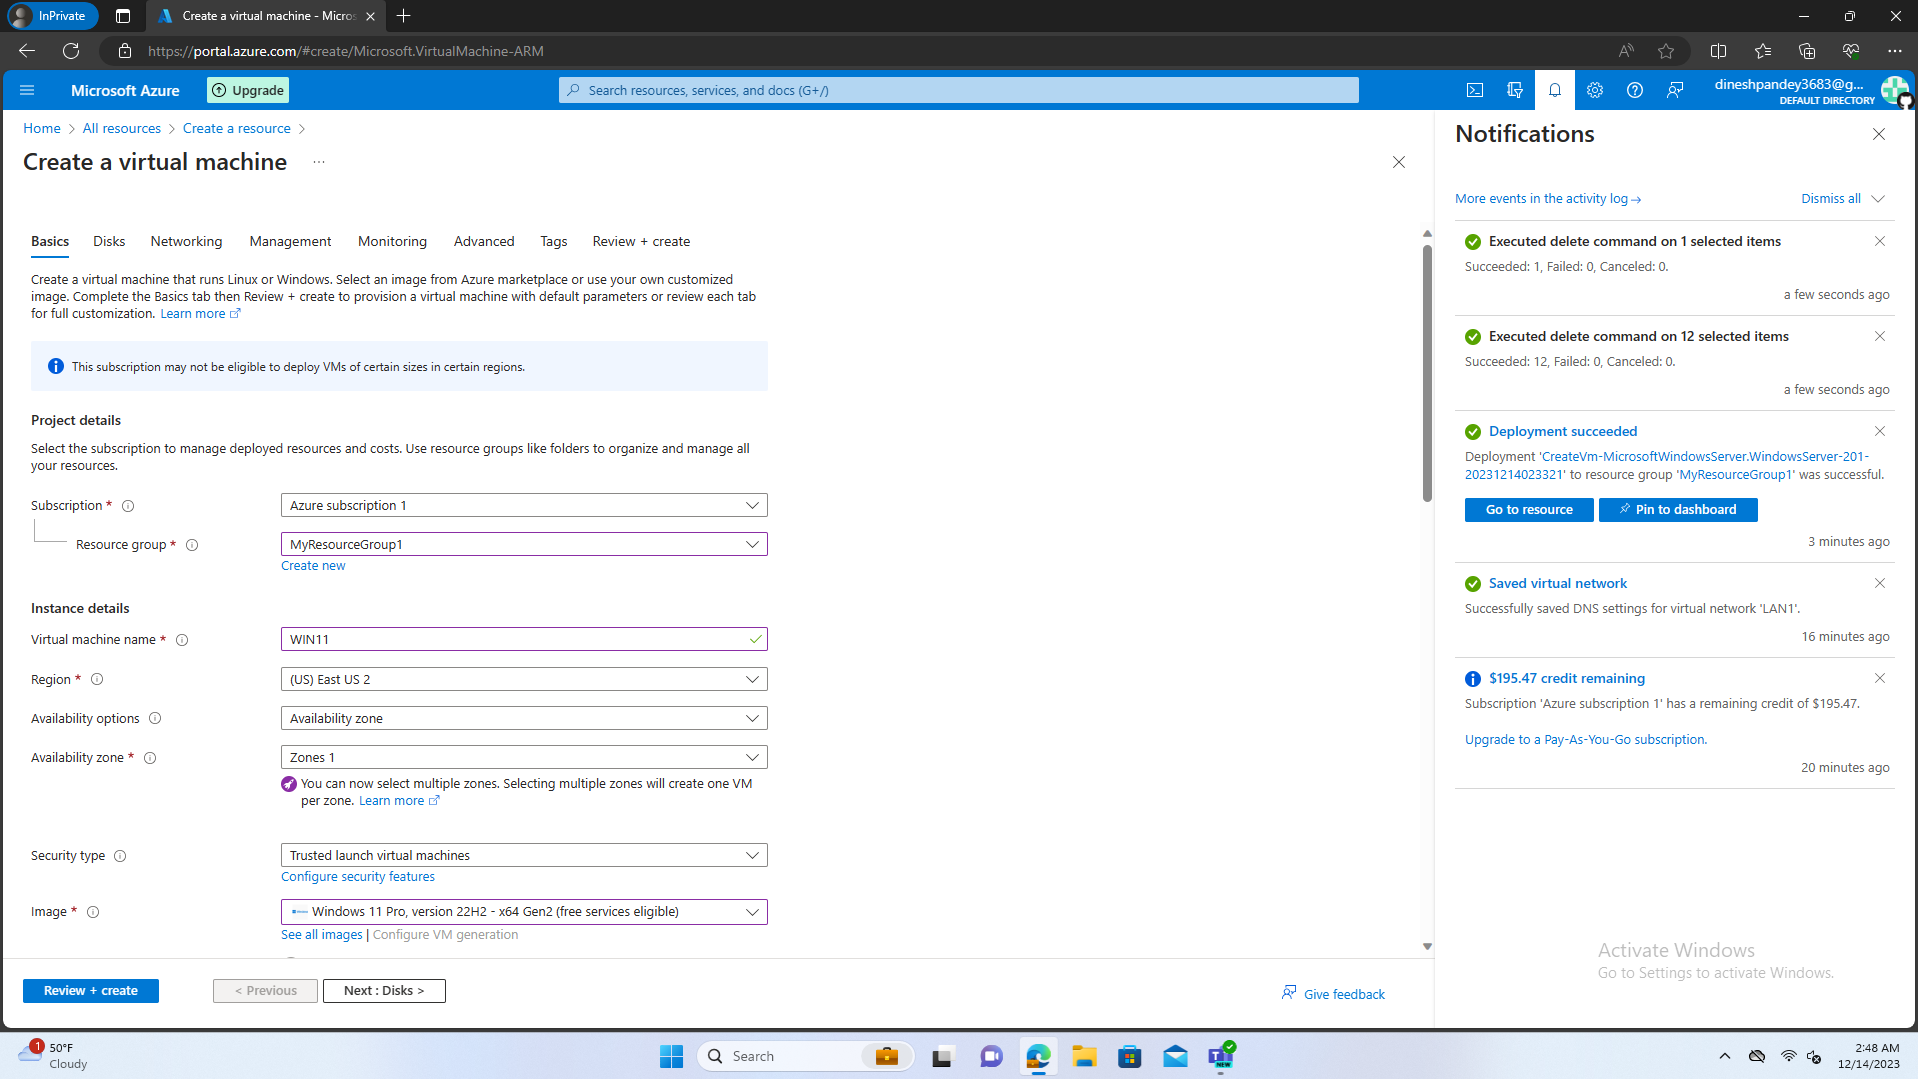 InPrivate
Create a virtual machine - Micros
https://portal.azure.com/#create/Microsoft.VirtualMachine-ARM
Microsoft Azure
Upgrade
Search resources, services, and docs (G+/)
dineshpandey3683@g...
DEFAULT DIRECTORY
Home > All resources > Create a resource >
Create a virtual machine ...
Basics Disks Networking Management Monitoring Advanced Tags Review + create
Create a virtual machine that runs Linux or Windows. Select an image from Azure marketplace or use your own customized
image. Complete the Basics tab then Review + create to provision a virtual machine with default parameters or review each tab
for full customization. Learn more
This subscription may not be eligible to deploy VMs of certain sizes in certain regions.
Project details
Select the subscription to manage deployed resources and costs. Use resource groups like folders to organize and manage all
your resources.
Subscription *
Azure subscription 1
Resource group *
MyResourceGroup1
Create new
Instance details
Virtual machine name *
WIN11
Region *
(US) East US 2
Availability options
Availability zone
Availability zone *
Zones 1
You can now select multiple zones. Selecting multiple zones will create one VM
per zone. Learn more
Security type
Trusted launch virtual machines
Configure security features
Image *
Windows 11 Pro, version 22H2 - x64 Gen2 (free services eligible)
See all images | Configure VM generation
Review + create
< Previous
Next : Disks >
Give feedback
Notifications
More events in the activity log →
Dismiss all
Executed delete command on 1 selected items
Succeeded: 1, Failed: 0, Canceled: 0.
a few seconds ago
Executed delete command on 12 selected items
Succeeded: 12, Failed: 0, Canceled: 0.
a few seconds ago
Deployment succeeded
Deployment 'CreateVm-MicrosoftWindowsServer.WindowsServer-201-
20231214023321' to resource group 'MyResourceGroup1' was successful.
Go to resource
Pin to dashboard
3 minutes ago
Saved virtual network
Successfully saved DNS settings for virtual network 'LAN1'.
16 minutes ago
$195.47 credit remaining
Subscription 'Azure subscription 1' has a remaining credit of $195.47.
Upgrade to a Pay-As-You-Go subscription.
20 minutes ago
Activate Windows
Go to Settings to activate Windows.
1
50°F
Cloudy
Search
NEW
2:48 AM
12/14/2023